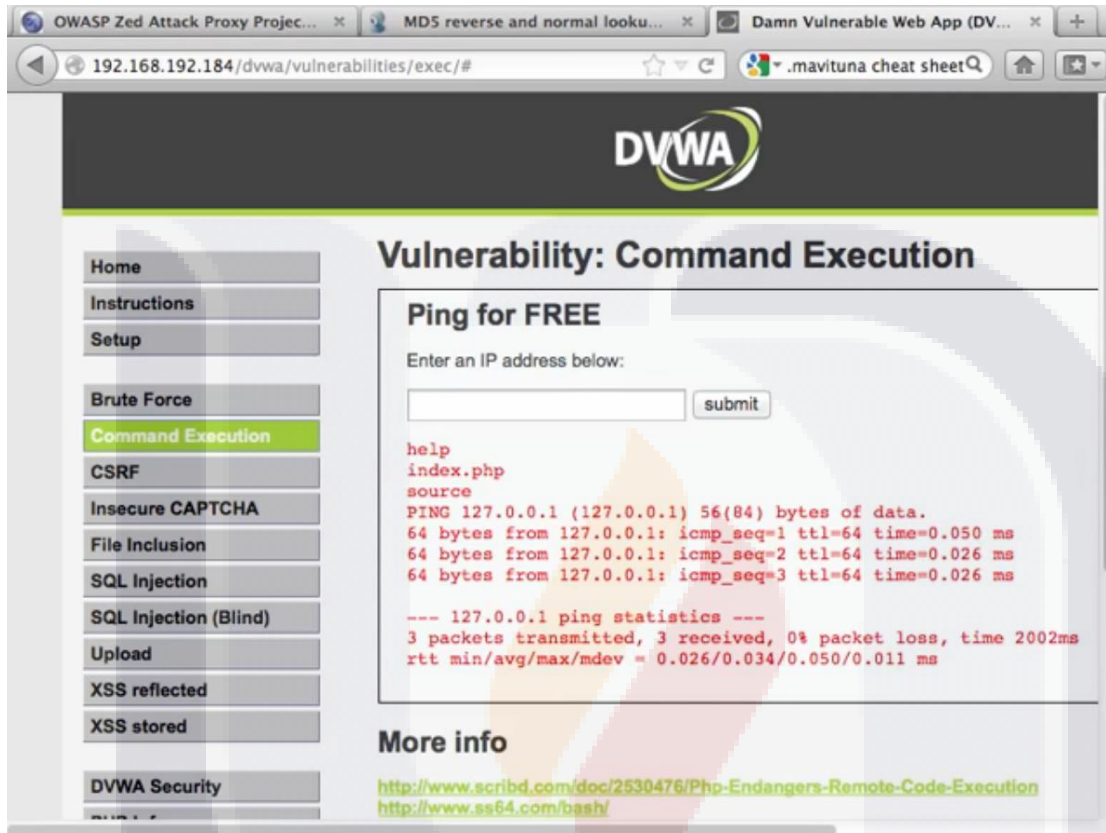 OWASP Zed Attack Proxy Projec...
MD5 reverse and normal looku...
Damn Vulnerable Web App (DV...
192.168.192.184/dvwa/vulnerabilities/exec/#
.mavituna cheat sheet
DVWA
Home
Instructions
Setup
Brute Force
Command Execution
CSRF
Insecure CAPTCHA
File Inclusion
SQL Injection
SQL Injection (Blind)
Upload
XSS reflected
XSS stored
DVWA Security
Vulnerability: Command Execution
Ping for FREE
Enter an IP address below:
submit
help
index.php
source
PING 127.0.0.1 (127.0.0.1) 56(84) bytes of data.
64 bytes from 127.0.0.1: icmp_seq=1 ttl=64 time=0.050 ms
64 bytes from 127.0.0.1: icmp_seq=2 ttl=64 time=0.026 ms
64 bytes from 127.0.0.1: icmp_seq=3 ttl=64 time=0.026 ms
--- 127.0.0.1 ping statistics ---
3 packets transmitted, 3 received, 0% packet loss, time 2002ms
rtt min/avg/max/mdev = 0.026/0.034/0.050/0.011 ms
More info
http://www.scribd.com/doc/2530476/Php-Endangers-Remote-Code-Execution
http://www.ss64.com/bash/